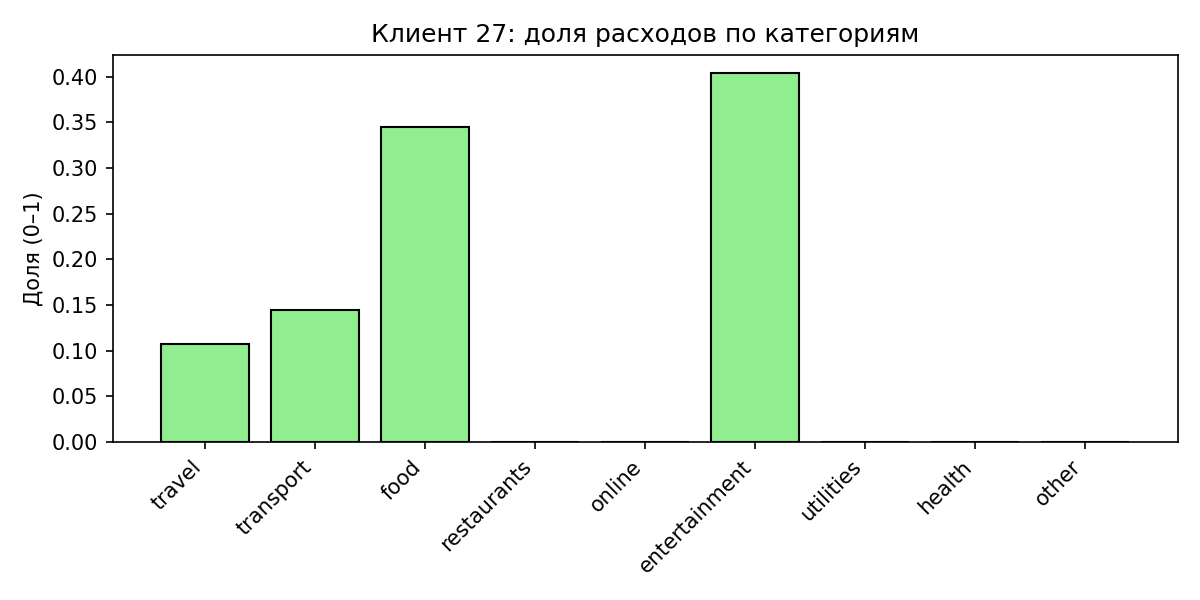 Клиент 27: доля расходов по категориям
Доля (0–1)
0.40
0.35
0.30
0.25
0.20
0.15
0.10
0.05
0.00
travel
transport
food
restaurants
online
entertainment
utilities
health
other